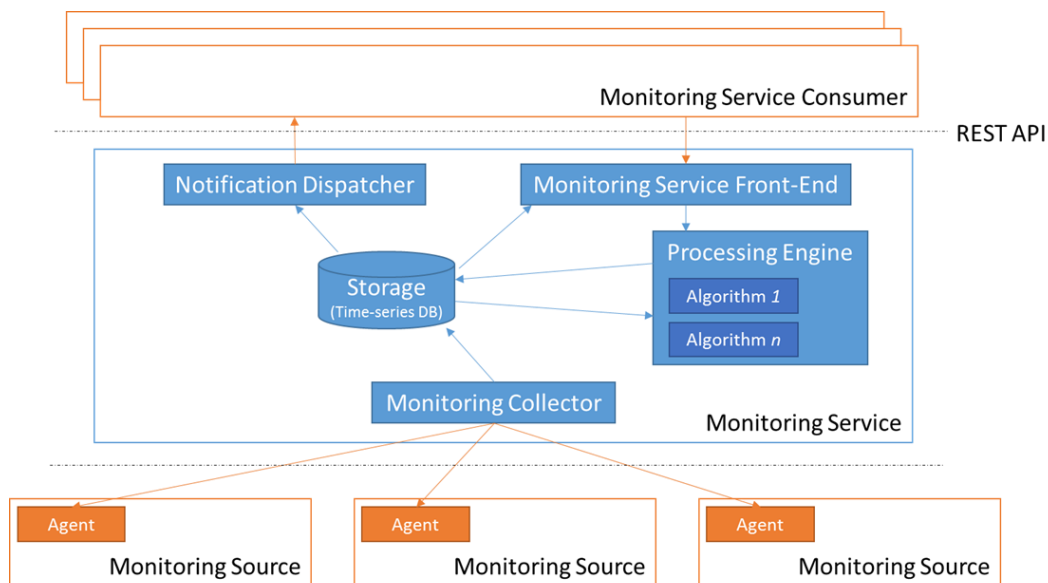 Monitoring Service Consumer
REST API
Notification Dispatcher
Monitoring Service Front-End
Processing Engine
Storage
(Time-series DB)
Algorithm 1
Algorithm n
Monitoring Collector
Monitoring Service
Agent
Monitoring Source
Agent
Monitoring Source
Agent
Monitoring Source